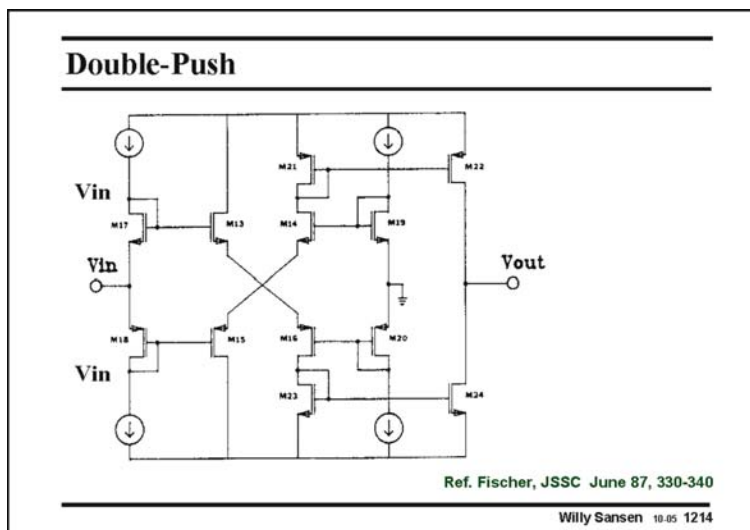 Double-Push
M21
M22
Vin
M17
M13
M14
M19
Vin
Vout
M18
M15
M16
M20
Vin
M23
M24
Ref. Fischer, JSSC June 87, 330-340
Willy Sansen 10-05 1214